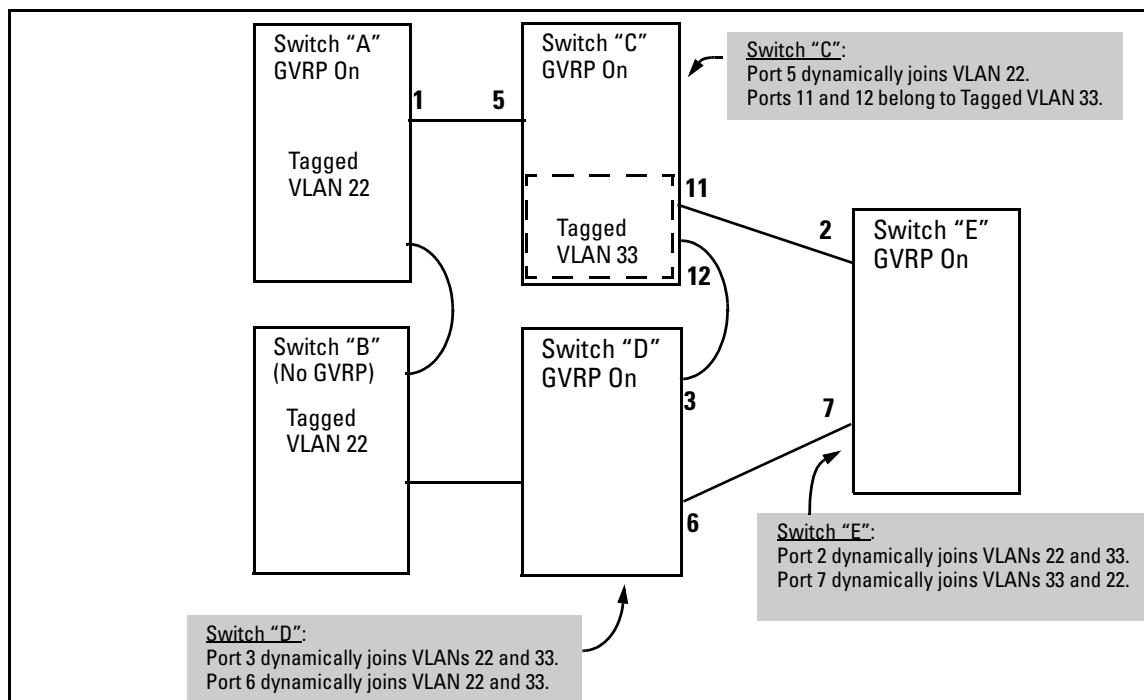 Switch “A”
GVRP On
Tagged
VLAN 22
1
5
Switch “C”
GVRP On
Tagged
VLAN 33
11
12
Switch “C”:
Port 5 dynamically joins VLAN 22.
Ports 11 and 12 belong to Tagged VLAN 33.
2
Switch “E”
GVRP On
Switch “B”
(No GVRP)
Tagged
VLAN 22
Switch “D”
GVRP On
3
6
7
Switch “E”:
Port 2 dynamically joins VLANs 22 and 33.
Port 7 dynamically joins VLANs 33 and 22.
Switch “D”:
Port 3 dynamically joins VLANs 22 and 33.
Port 6 dynamically joins VLAN 22 and 33.